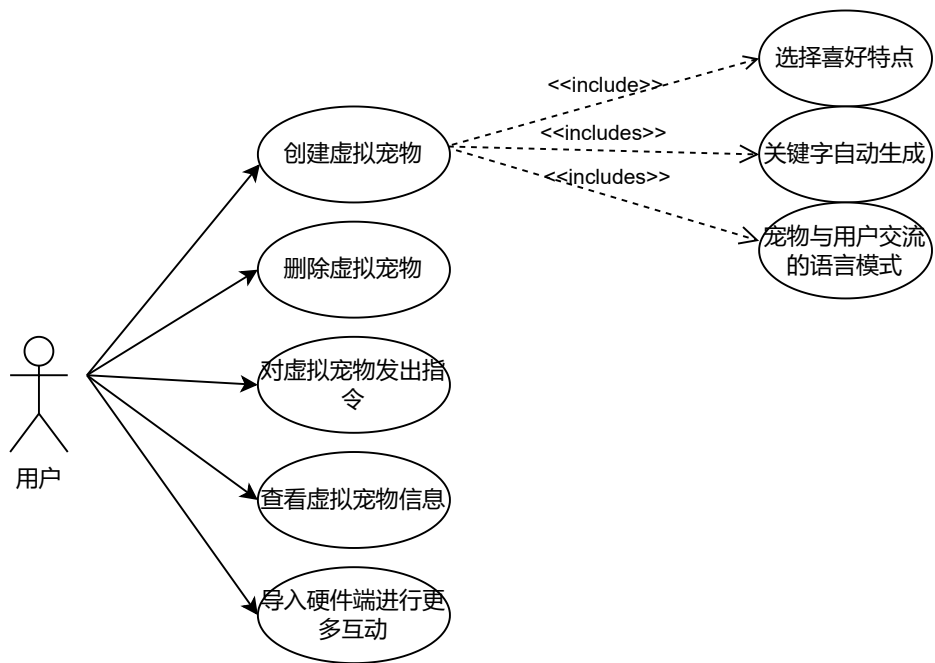 选择喜好特点
<<include>>
创建虚拟宠物
<<includes>>
关键字自动生成
<<includes>>
宠物与用户交流
的语言模式
删除虚拟宠物
对虚拟宠物发出指
令
用户
查看虚拟宠物信息
导入硬件端进行更
多互动